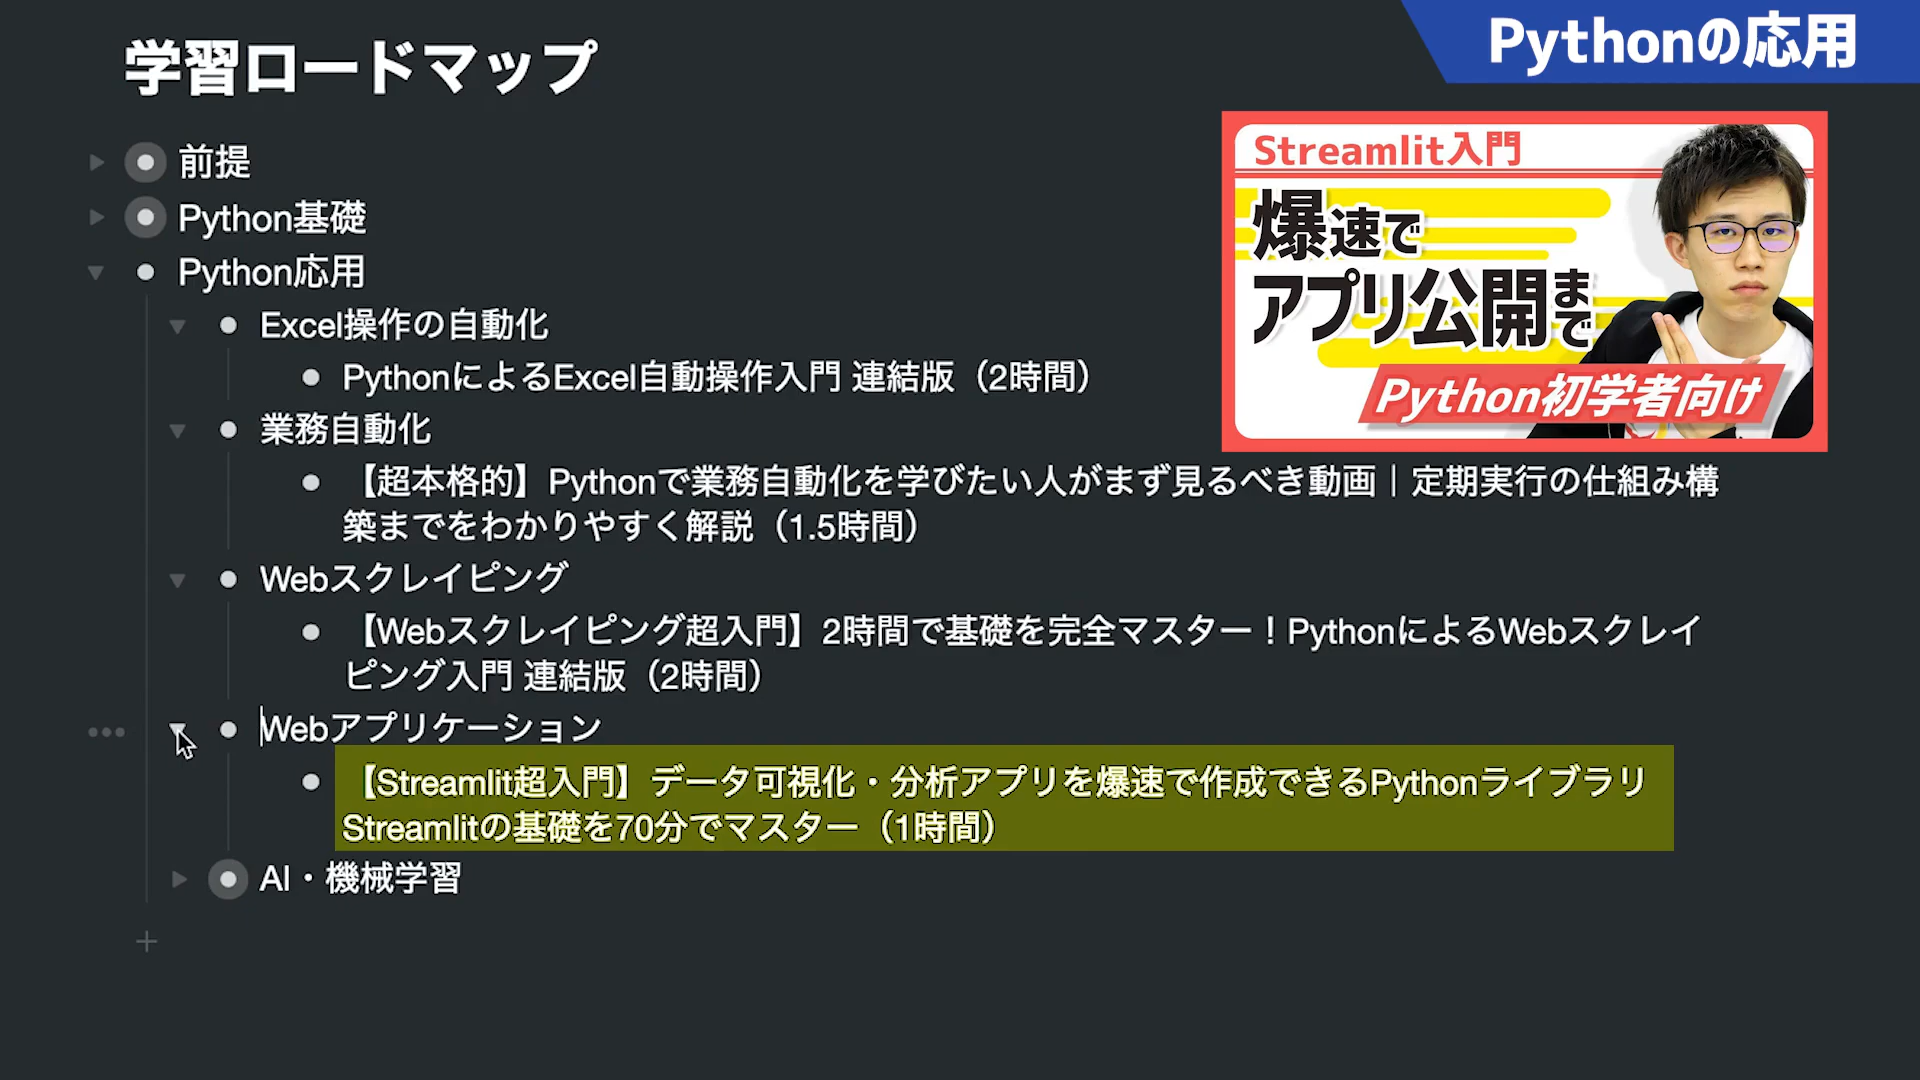 学習ロードマップ
Pythonの応用
前提
Python基礎
Python応用
Excel操作の自動化
PythonによるExcel自動操作入門 連結版（2時間）
業務自動化
【超本格的】Pythonで業務自動化を学びたい人がまず見るべき動画｜定期実行の仕組み構
築までをわかりやすく解説（1.5時間）
Webスクレイピング
【Webスクレイピング超入門】2時間で基礎を完全マスター！PythonによるWebスクレイ
ピング入門 連結版（2時間）
Webアプリケーション
【Streamlit超入門】データ可視化・分析アプリを爆速で作成できるPythonライブラリ
Streamlitの基礎を70分でマスター（1時間）
AI・機械学習
Streamlit入門
爆速で
アプリ公開まで
Python初学者向け